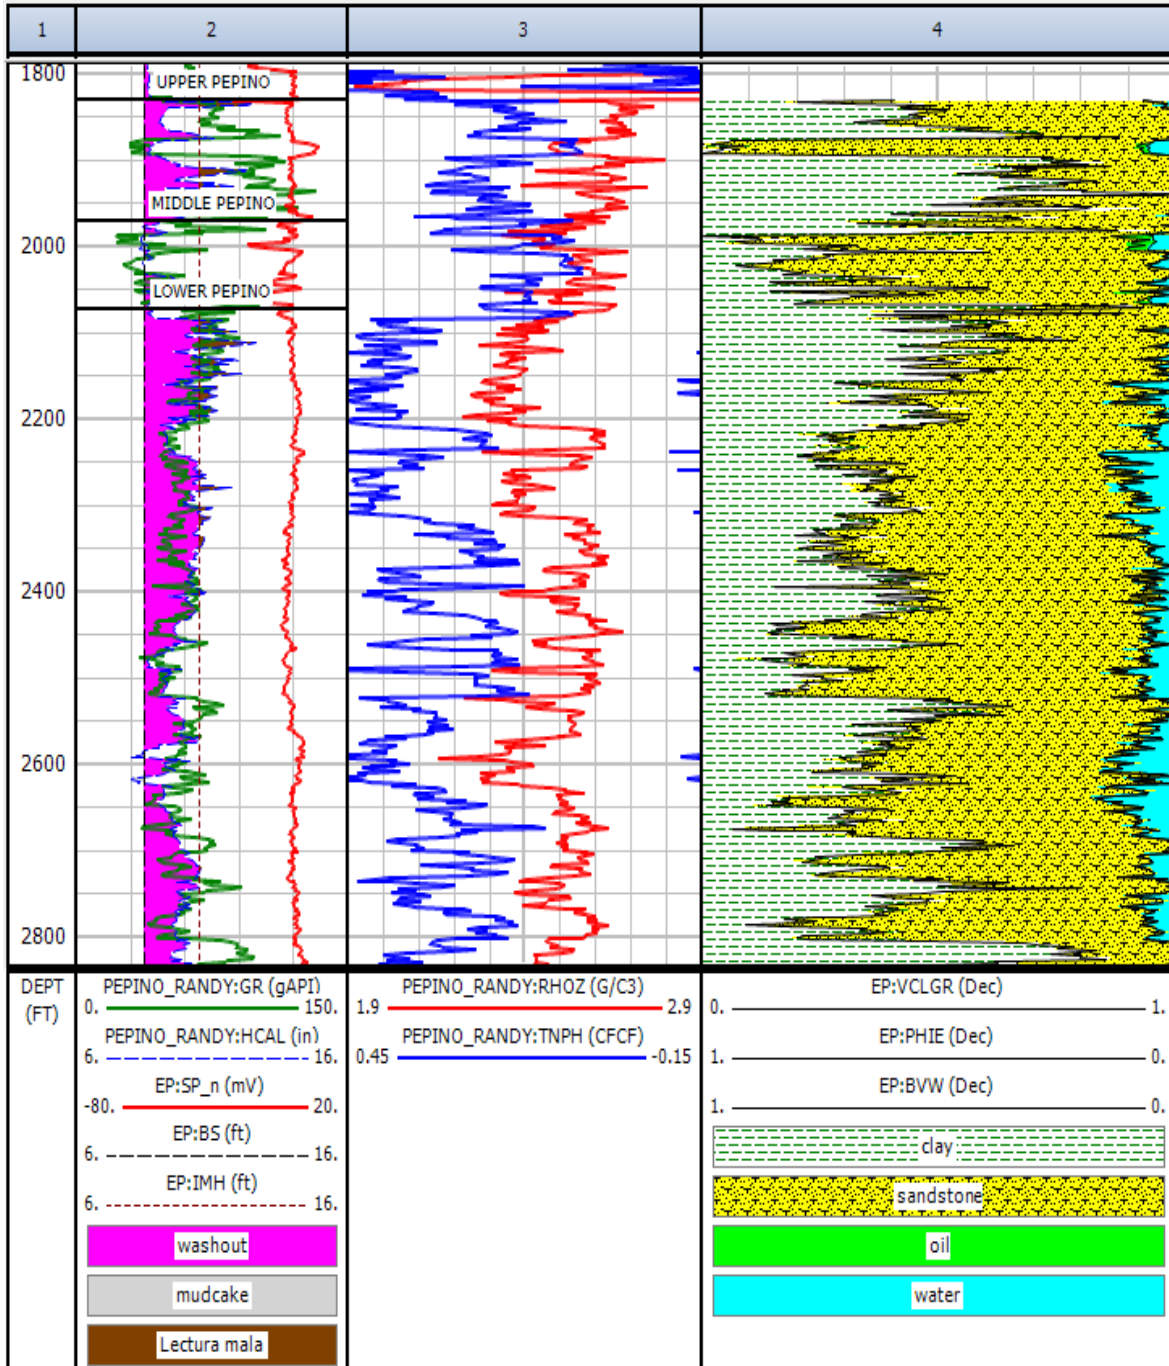 1 2 3 4
1800
UPPER PEPINO
MIDDLE PEPINO
2000
LOWER PEPINO
2200
2400
2600
2800
DEPT
(FT)
PEPINO_RANDY:GR (gAPI)
0. 150.
PEPINO_RANDY:HCAL (in)
6. 16.
EP:SP_n (mV)
-80. 20.
EP:BS (ft)
6. 16.
EP:IMH (ft)
6. 16.
washout
mudcake
Lectura mala
PEPINO_RANDY:RHOZ (G/C3)
1.9 2.9
PEPINO_RANDY:TNPH (CFCF)
0.45 -0.15
EP:VCLGR (Dec)
0. 1.
EP:PHIE (Dec)
1. 0.
EP:BVW (Dec)
1. 0.
clay
sandstone
oil
water